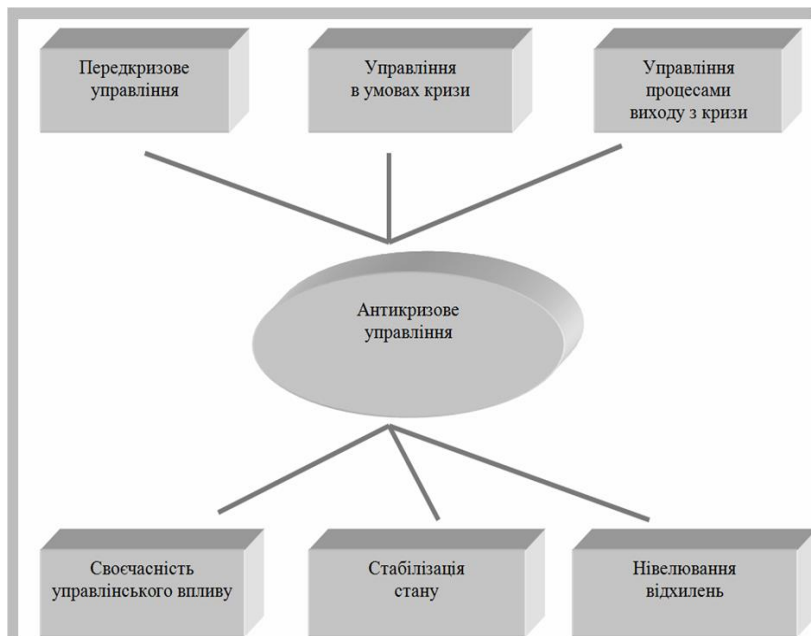 Передкризове
управління
Управління
в умовах кризи
Управління
процесами
виходу з кризи
Антикризове
управління
Своєчасність
управлінського впливу
Стабілізація
стану
Нівелювання
відхилень